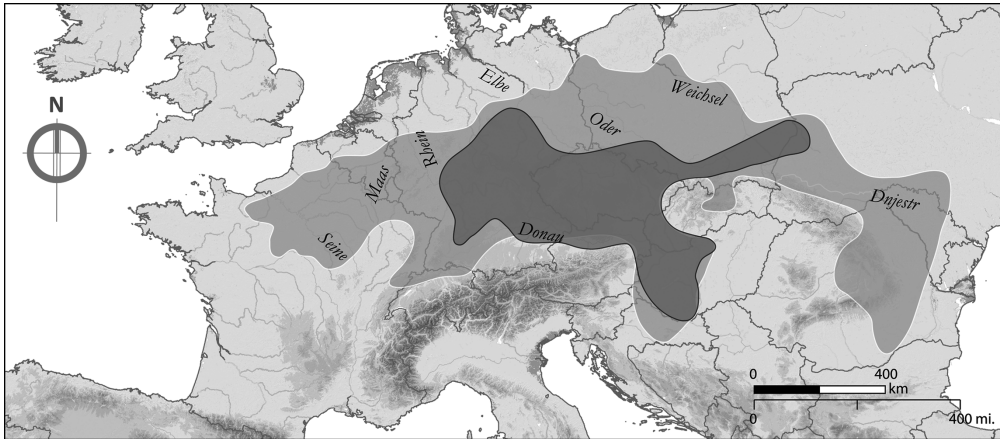 N
Elbe
Weichsel
Oder
Rhein
Maas
Dnjestr
Donau
Seine
0 400
km
0 400 mi.